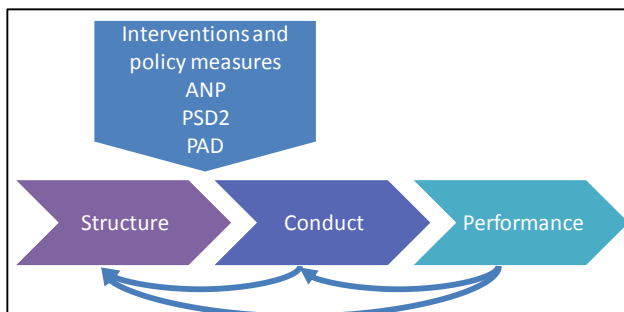 Interventions and
policy measures
ANP
PSD2
PAD
Structure
Conduct
Performance